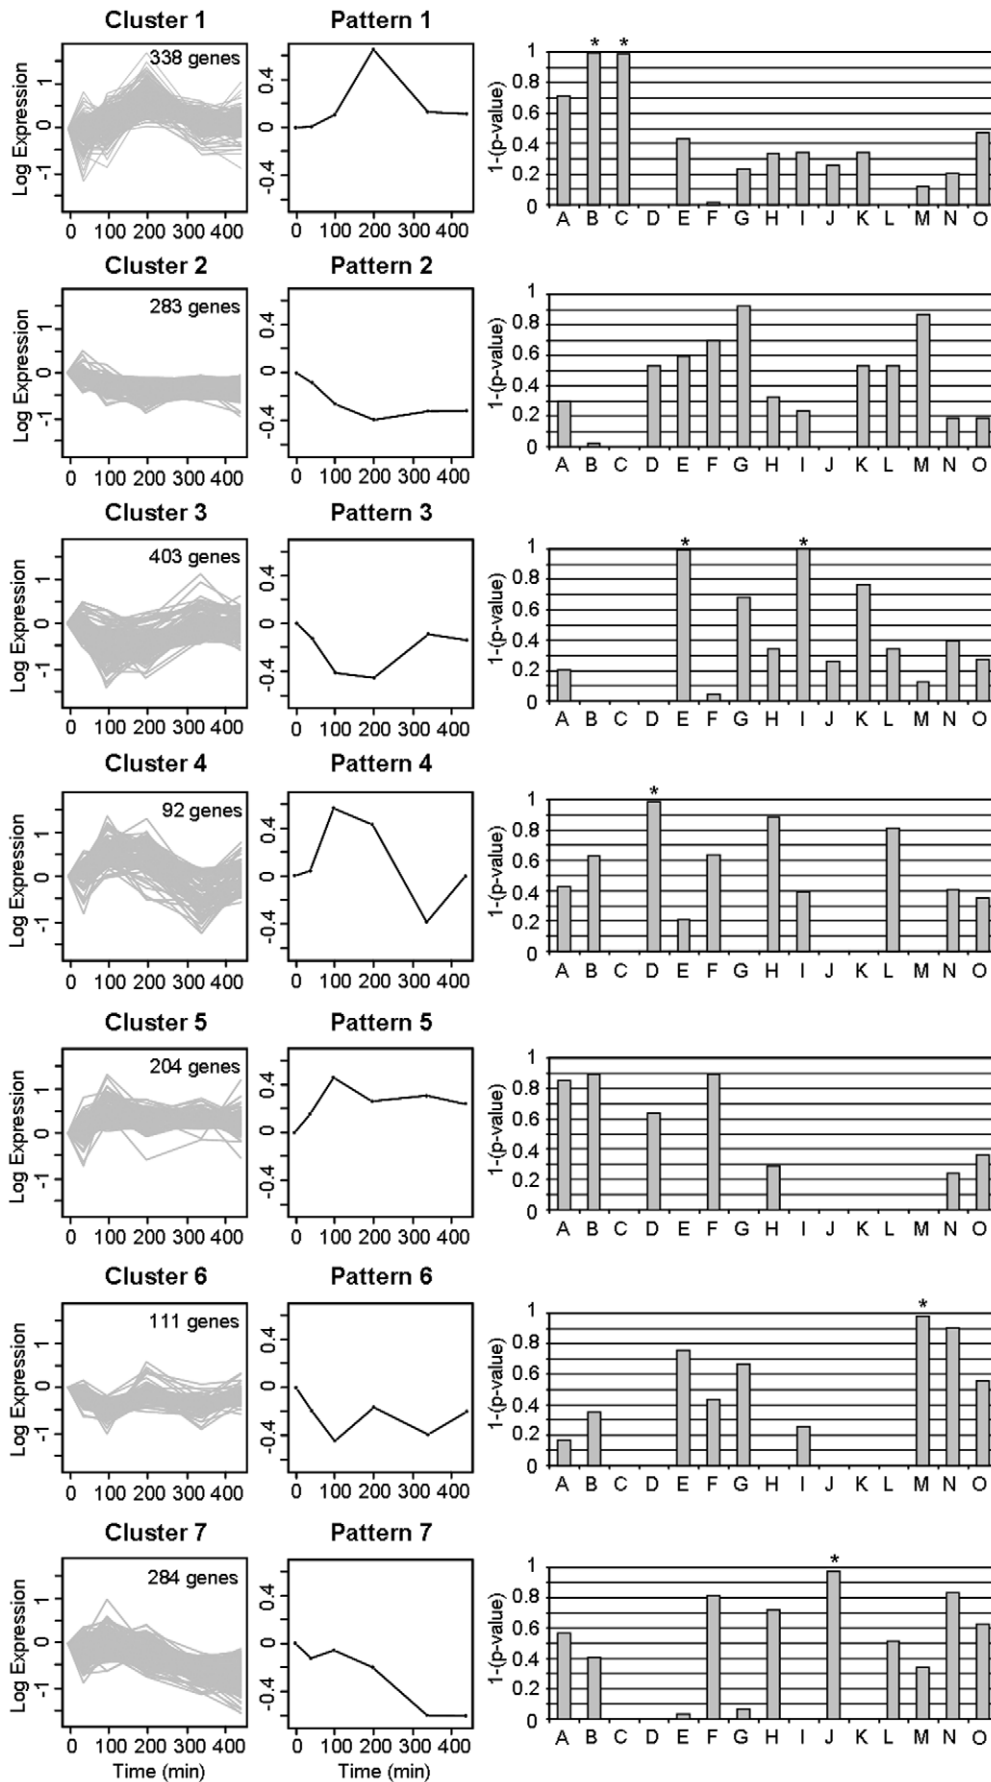 Cluster 1 Pattern 1
338 genes
Log Expression
1
0
-1
0 100 200 300 400
0.4
0
-0.4
0 100 200 300 400
1-(p-value)
1
0.8
0.6
0.4
0.2
0
* *
A B C D E F G H I J K L M N O
Cluster 2 Pattern 2
283 genes
Log Expression
1
0
-1
0 100 200 300 400
0.4
0
-0.4
0 100 200 300 400
1-(p-value)
1
0.8
0.6
0.4
0.2
0
A B C D E F G H I J K L M N O
Cluster 3 Pattern 3
403 genes
Log Expression
1
0
-1
0 100 200 300 400
0.4
0
-0.4
0 100 200 300 400
1-(p-value)
1
0.8
0.6
0.4
0.2
0
* *
A B C D E F G H I J K L M N O
Cluster 4 Pattern 4
92 genes
Log Expression
1
0
-1
0 100 200 300 400
0.4
0
-0.4
0 100 200 300 400
1-(p-value)
1
0.8
0.6
0.4
0.2
0
*
A B C D E F G H I J K L M N O
Cluster 5 Pattern 5
204 genes
Log Expression
1
0
-1
0 100 200 300 400
0.4
0
-0.4
0 100 200 300 400
1-(p-value)
1
0.8
0.6
0.4
0.2
0
A B C D E F G H I J K L M N O
Cluster 6 Pattern 6
111 genes
Log Expression
1
0
-1
0 100 200 300 400
0.4
0
-0.4
0 100 200 300 400
1-(p-value)
1
0.8
0.6
0.4
0.2
0
*
A B C D E F G H I J K L M N O
Cluster 7 Pattern 7
284 genes
Log Expression
1
0
-1
0 100 200 300 400
Time (min)
0.4
0
-0.4
0 100 200 300 400
Time (min)
1-(p-value)
1
0.8
0.6
0.4
0.2
0
*
A B C D E F G H I J K L M N O